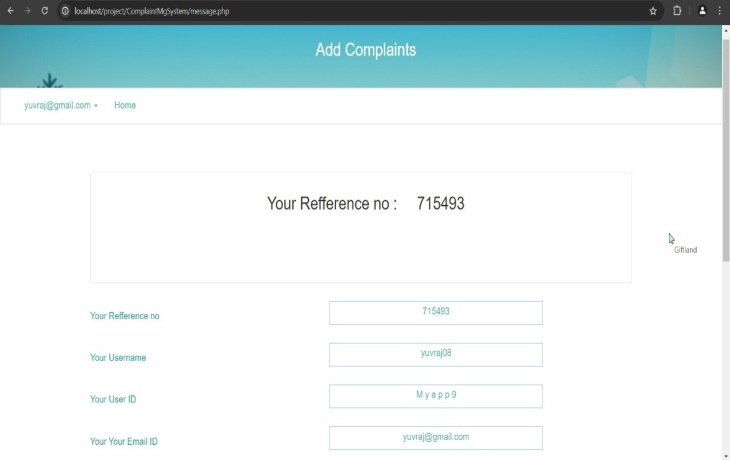 localhost/project/ComplaintMgSystem/message.php
Add Complaints
yuvraj@gmail.com Home
Your Refference no : 715493
Giftland
Your Refference no 715493
Your Username yuvraj08
Your User ID M y a p p 9
Your Your Email ID yuvraj@gmail.com